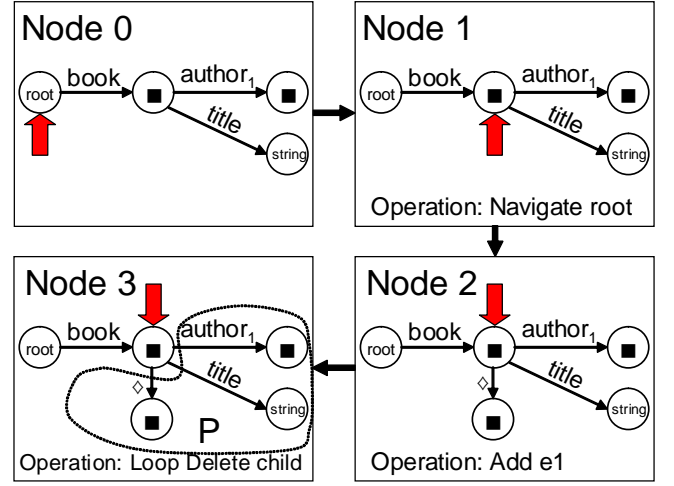 Node 0
root
book
author1
title
string
Node 1
root
book
author1
title
string
Operation: Navigate root
Node 3
root
book
author1
title
string
◊
P
Operation: Loop Delete child
Node 2
root
book
author1
title
string
◊
Operation: Add e1